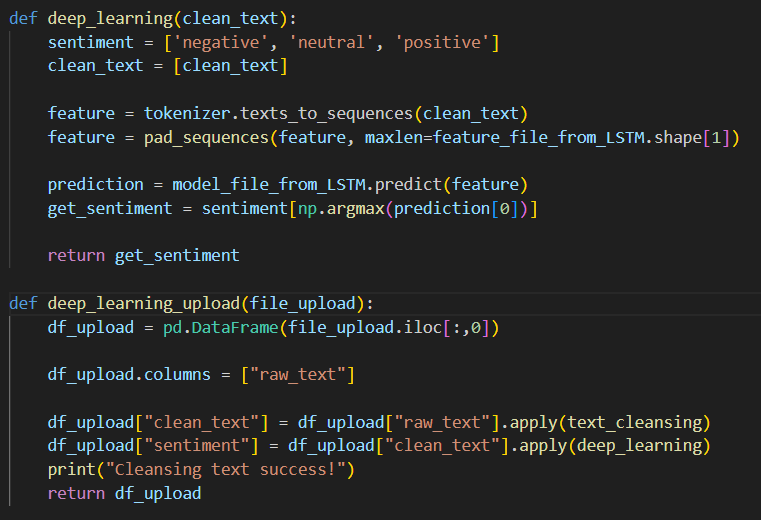 def deep_learning(clean_text):
    sentiment = ['negative', 'neutral', 'positive']
    clean_text = [clean_text]

    feature = tokenizer.texts_to_sequences(clean_text)
    feature = pad_sequences(feature, maxlen=feature_file_from_LSTM.shape[1])

    prediction = model_file_from_LSTM.predict(feature)
    get_sentiment = sentiment[np.argmax(prediction[0])]

    return get_sentiment

def deep_learning_upload(file_upload):
    df_upload = pd.DataFrame(file_upload.iloc[:,0])

    df_upload.columns = ["raw_text"]

    df_upload["clean_text"] = df_upload["raw_text"].apply(text_cleansing)
    df_upload["sentiment"] = df_upload["clean_text"].apply(deep_learning)
    print("Cleansing text success!")
    return df_upload